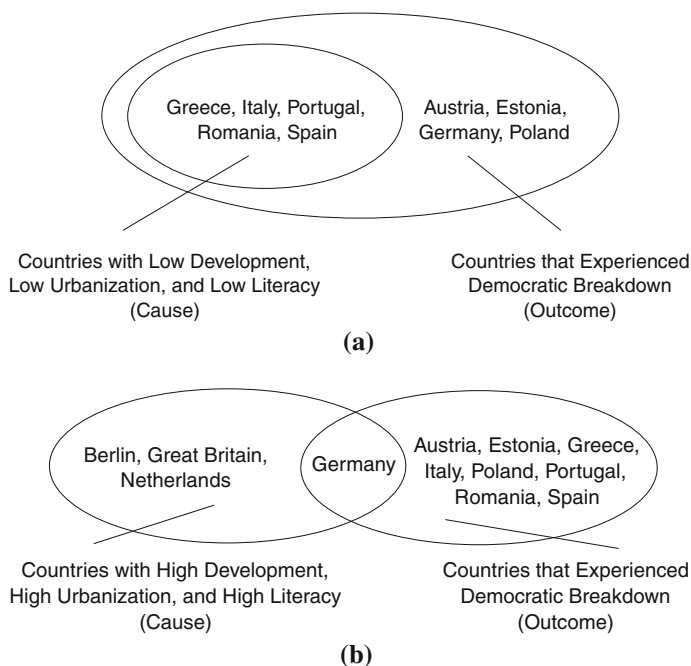 Greece, Italy, Portugal,
Romania, Spain
Austria, Estonia,
Germany, Poland
Countries with Low Development,
Low Urbanization, and Low Literacy
(Cause)
Countries that Experienced
Democratic Breakdown
(Outcome)
(a)
Berlin, Great Britain,
Netherlands
Germany
Austria, Estonia, Greece,
Italy, Poland, Portugal,
Romania, Spain
Countries with High Development,
High Urbanization, and High Literacy
(Cause)
Countries that Experienced
Democratic Breakdown
(Outcome)
(b)